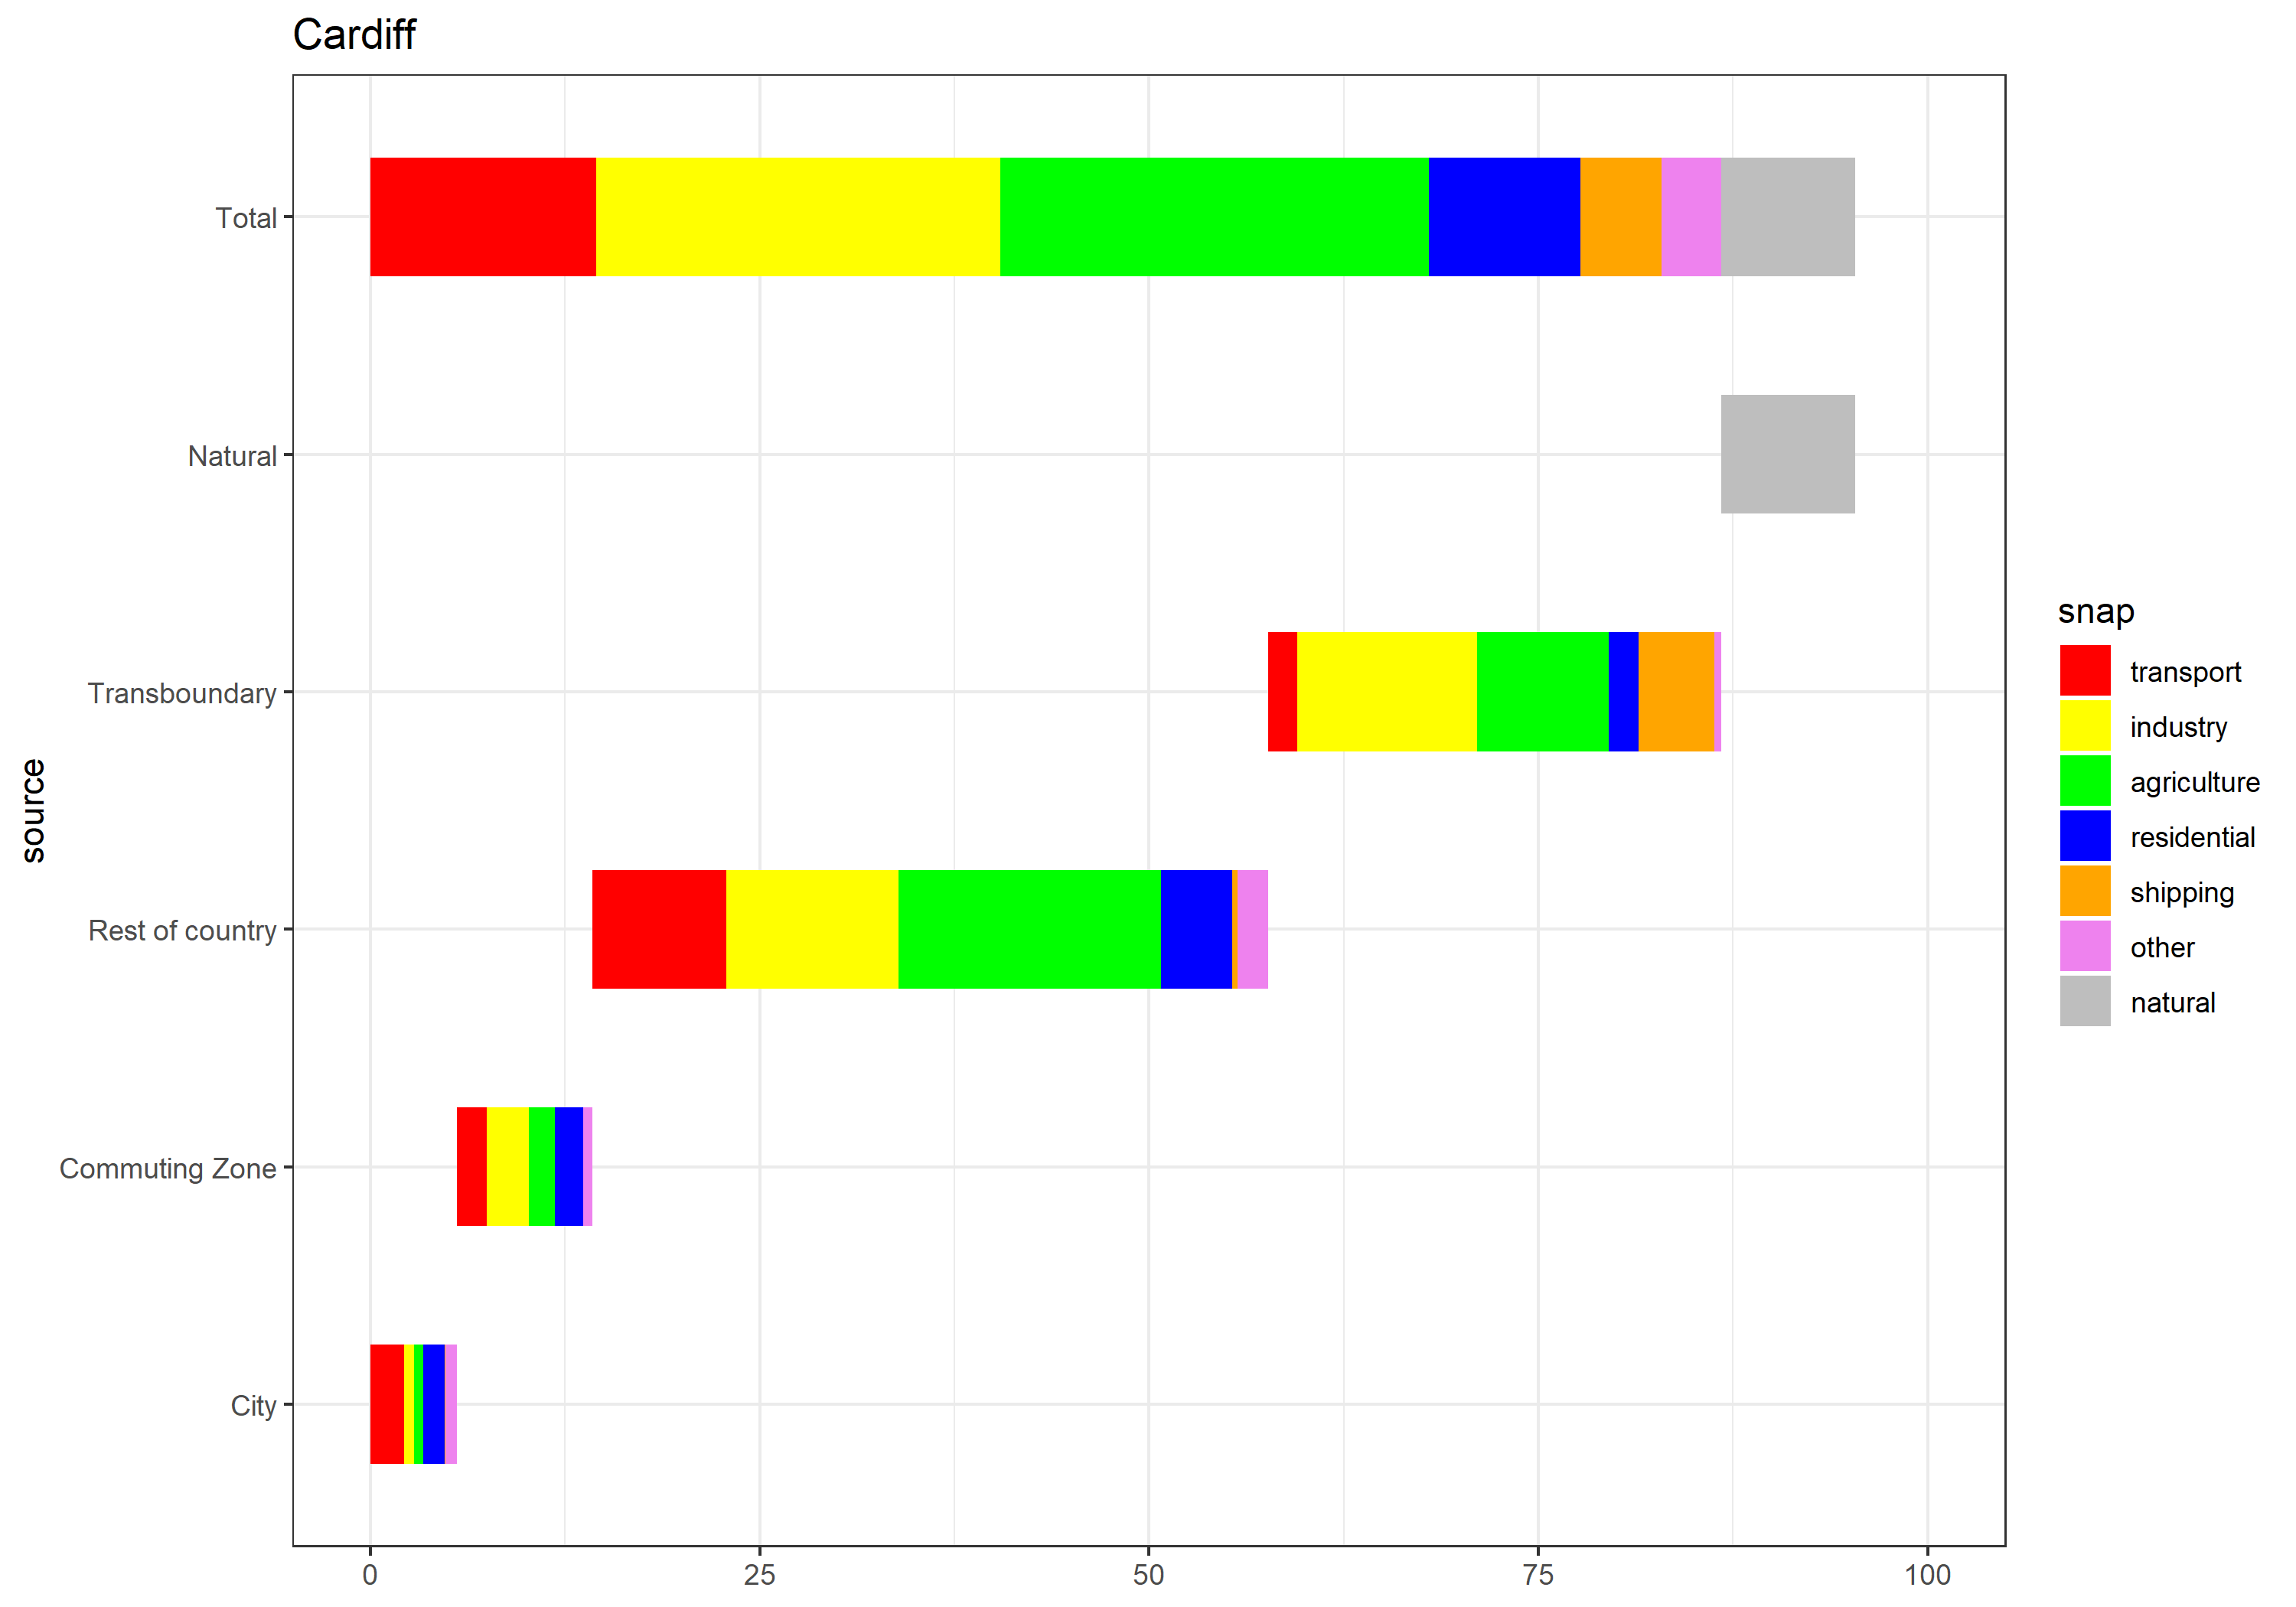 Cardiff
source
Total
Natural
Transboundary
Rest of country
Commuting Zone
City
0
25
50
75
100
snap
transport
industry
agriculture
residential
shipping
other
natural